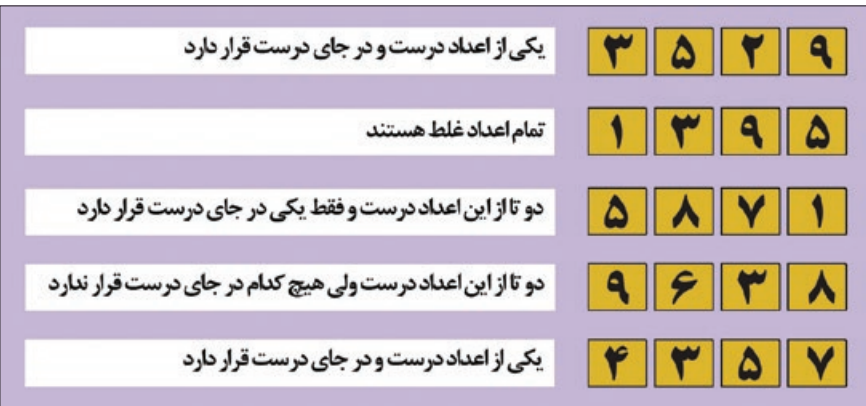 یکی از اعداد درست و در جای درست قرار دارد ۳ ۵ ۲ ۹
تمام اعداد غلط هستند ۱ ۳ ۹ ۵
دو تا از این اعداد درست و فقط یکی در جای درست قرار دارد ۵ ۸ ۷ ۱
دو تا از این اعداد درست ولی هیچ کدام در جای درست قرار ندارد ۹ ۶ ۳ ۸
یکی از اعداد درست و در جای درست قرار دارد ۴ ۳ ۵ ۷